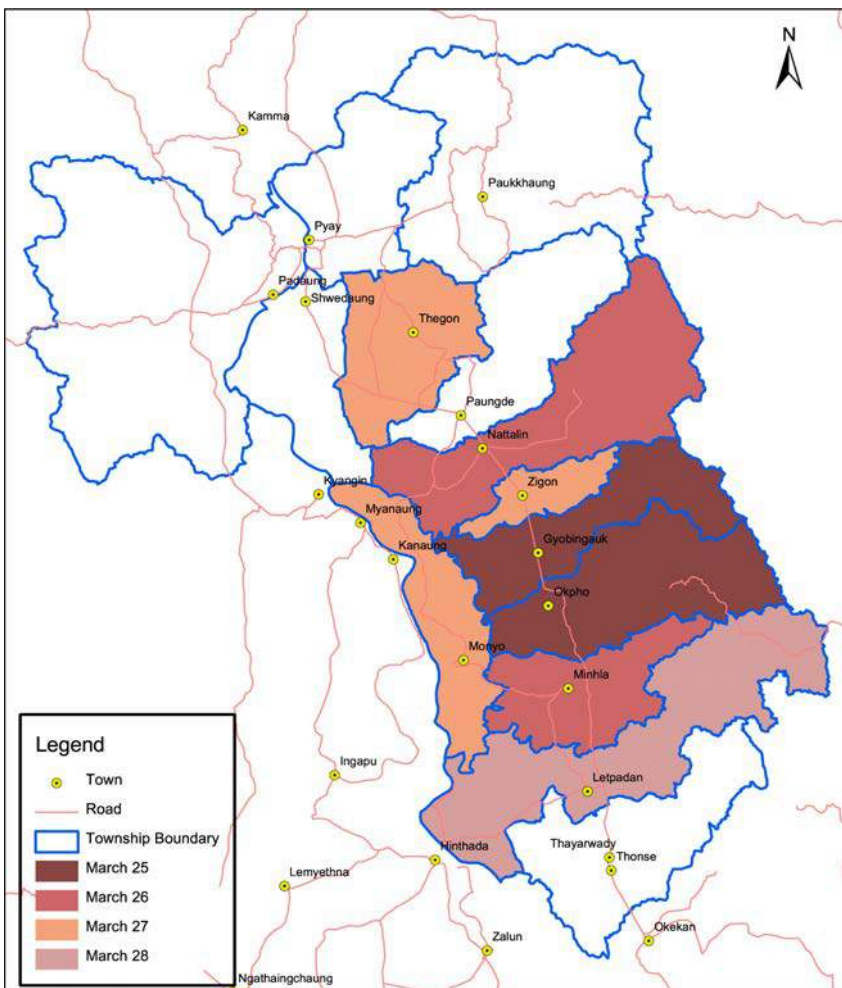 N
Kamma
Paukkhaung
Pyay
Padaung
Shwedaung
Thegon
Paungde
Nattalin
Kyangin
Zigon
Myanaung
Kanaung
Gyobingauk
Okpho
Monyo
Minhla
Ingapu
Letpadan
Hinthada
Thayarwady
Thonse
Lemyethna
Okekan
Zalun
Ngathaingchaung
Legend
Town
Road
Township Boundary
March 25
March 26
March 27
March 28